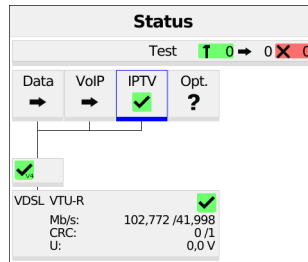 Status
Test 0 0 0
Data VoIP IPTV Opt.
?
V4
VDSL VTU-R
Mb/s: 102,772 /41,998
CRC: 0 /1
U: 0,0 V